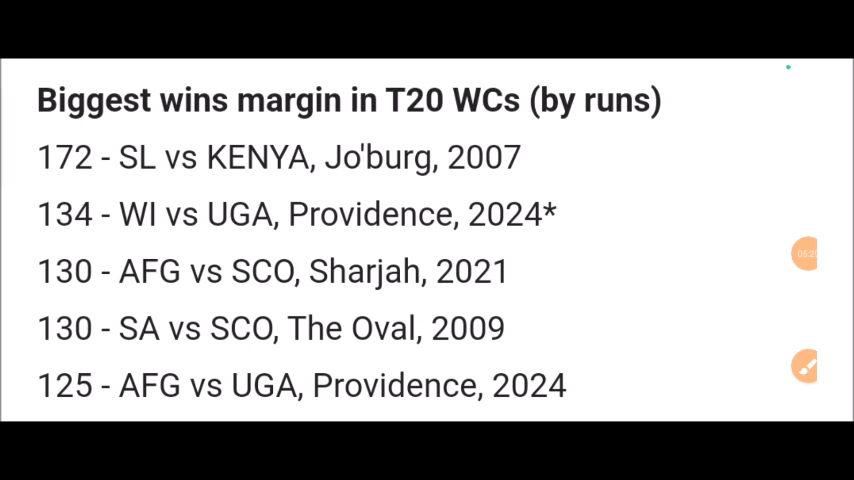 Biggest wins margin in T20 WCs (by runs)
172 - SL vs KENYA, Jo'burg, 2007
134 - WI vs UGA, Providence, 2024*
130 - AFG vs SCO, Sharjah, 2021
130 - SA vs SCO, The Oval, 2009
125 - AFG vs UGA, Providence, 2024